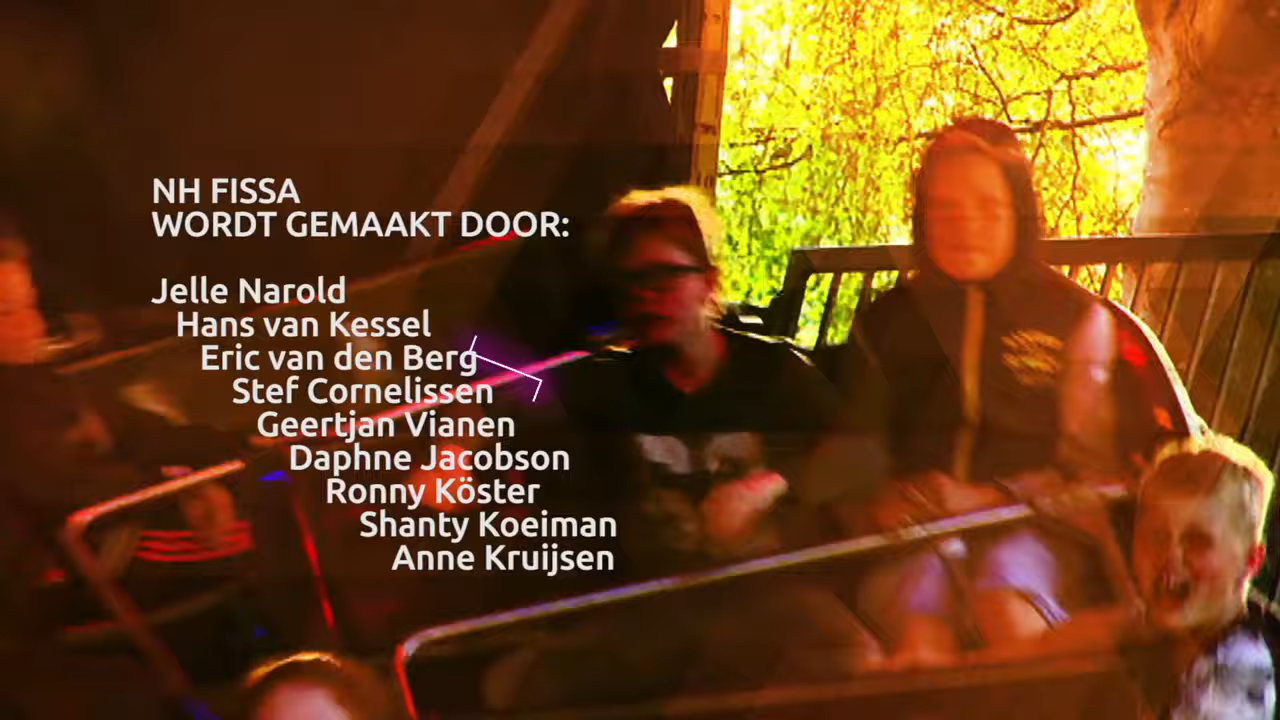 NH FISSA
WORDT GEMAAKT DOOR:
Jelle Narold
Hans van Kessel
Eric van den Berg
Stef Cornelissen
Geertjan Vianen
Daphne Jacobson
Ronny Köster
Shanty Koeiman
Anne Kruijsen